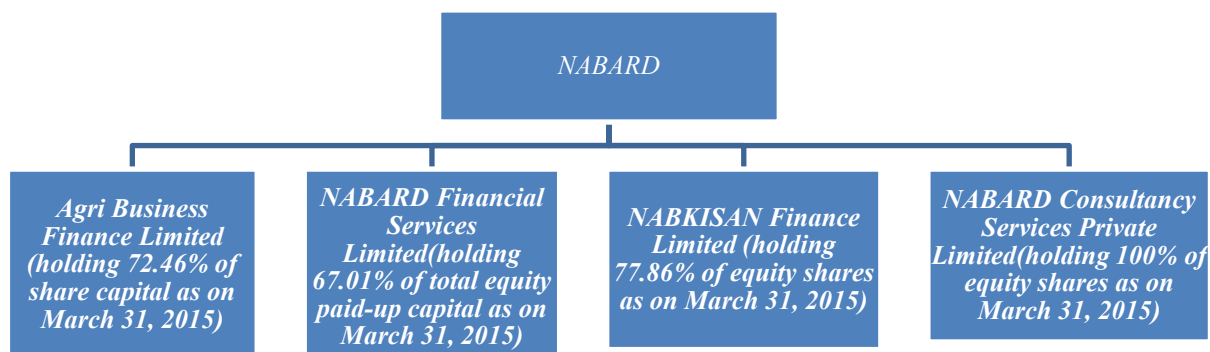 NABARD
Agri Business
Finance Limited
(holding 72.46% of
share capital as on
March 31, 2015)
NABARD Financial
Services
Limited(holding
67.01% of total equity
paid-up capital as on
March 31, 2015)
NABKISAN Finance
Limited (holding
77.86% of equity shares
as on March 31, 2015)
NABARD Consultancy
Services Private
Limited(holding 100% of
equity shares as on
March 31, 2015)